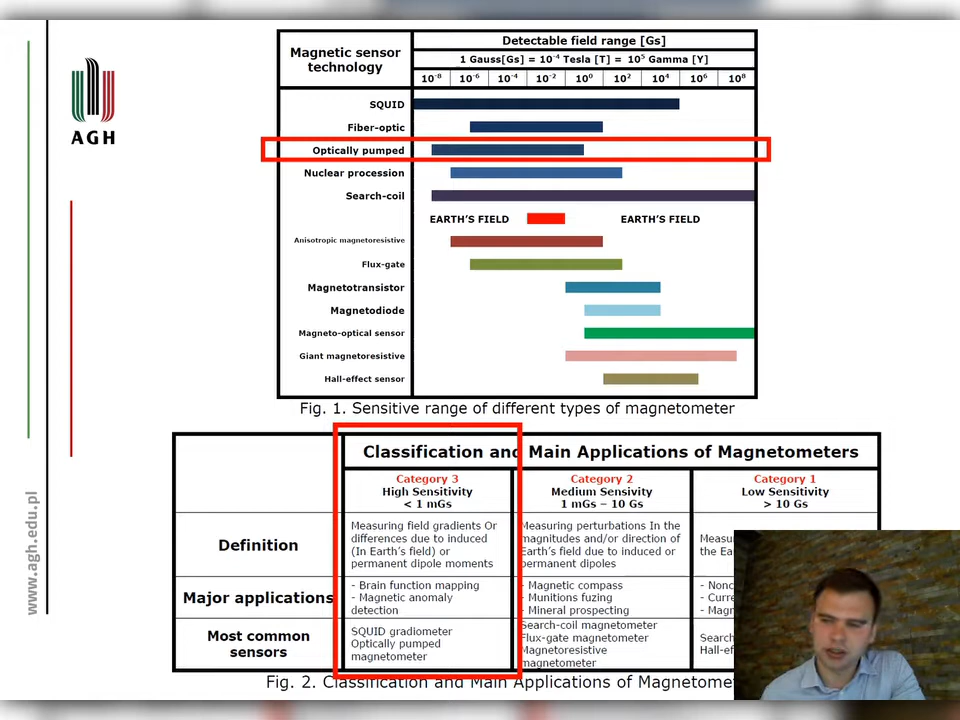 AGH
www.agh.edu.pl
Magnetic sensor
technology
Detectable field range [Gs]
1 Gauss[Gs] = 10⁻⁴ Tesla [T] = 10⁵ Gamma [Y]
10⁻⁸ 10⁻⁶ 10⁻⁴ 10⁻² 10⁰ 10² 10⁴ 10⁶ 10⁸
SQUID
Fiber-optic
Optically pumped
Nuclear procession
Search-coil
EARTH'S FIELD EARTH'S FIELD
Anisotropic magnetoresistive
Flux-gate
Magnetotransistor
Magnetodiode
Magneto-optical sensor
Giant magnetoresistive
Hall-effect sensor
Fig. 1. Sensitive range of different types of magnetometer
Classification and Main Applications of Magnetometers
Category 3
High Sensitivity
< 1 mGs
Category 2
Medium Sensivity
1 mGs – 10 Gs
Category 1
Low Sensitivity
> 10 Gs
Definition
Measuring field gradients Or
differences due to induced
(In Earth's field) or
permanent dipole moments
Measuring perturbations In the
magnitudes and/or direction of
Earth's field due to induced or
permanent dipoles
the
Major applications
- Brain function mapping
- Magnetic anomaly
detection
- Magnetic compass
- Munitions fuzing
- Mineral prospecting
Most common
sensors
SQUID gradiometer
Optically pumped
magnetometer
Search-coil magnetometer
Flux-gate magnetometer
Magnetoresistive
magnetometer
Fig. 2. Classification and Main Applications of